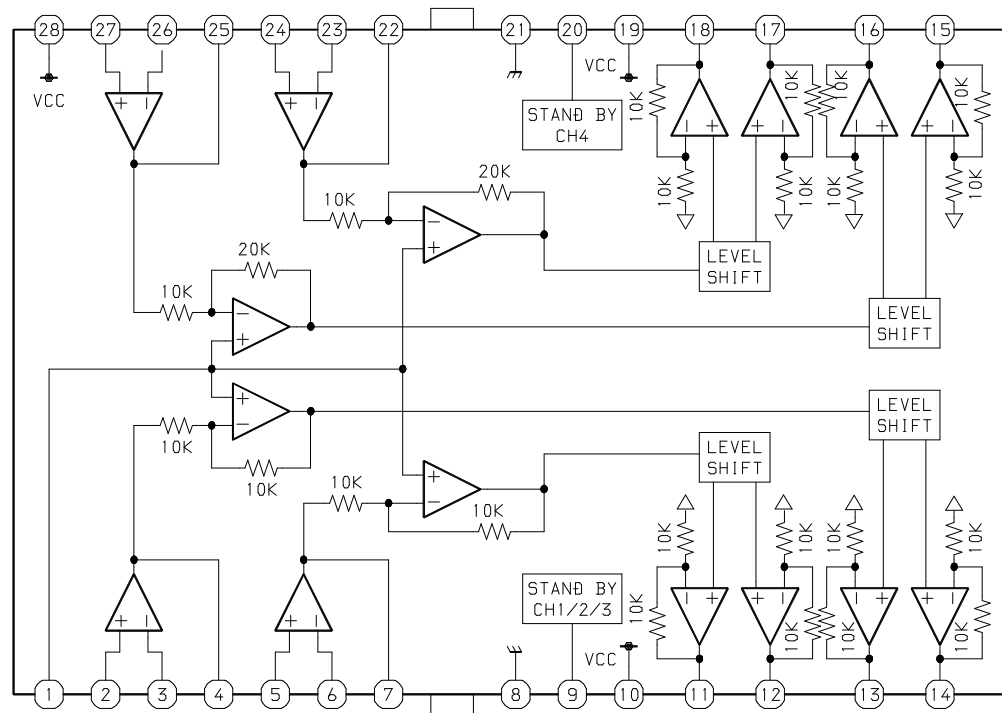 28 27 26 25 24 23 22 21 20 19 18 17 16 15
VCC
VCC
+ −
+ −
STAND BY
CH4
10K
10K
10K
10K
− +
+ −
− +
+ −
10K
10K
10K
10K
10K
20K
−
+
LEVEL
SHIFT
20K
10K
−
+
LEVEL
SHIFT
+
−
10K
10K
LEVEL
SHIFT
10K
+
−
10K
LEVEL
SHIFT
10K
10K
10K
10K
+ −
+ −
STAND BY
CH1/2/3
− +
+ −
− +
+ −
10K
10K
10K
10K
VCC
1 2 3 4 5 6 7 8 9 10 11 12 13 14